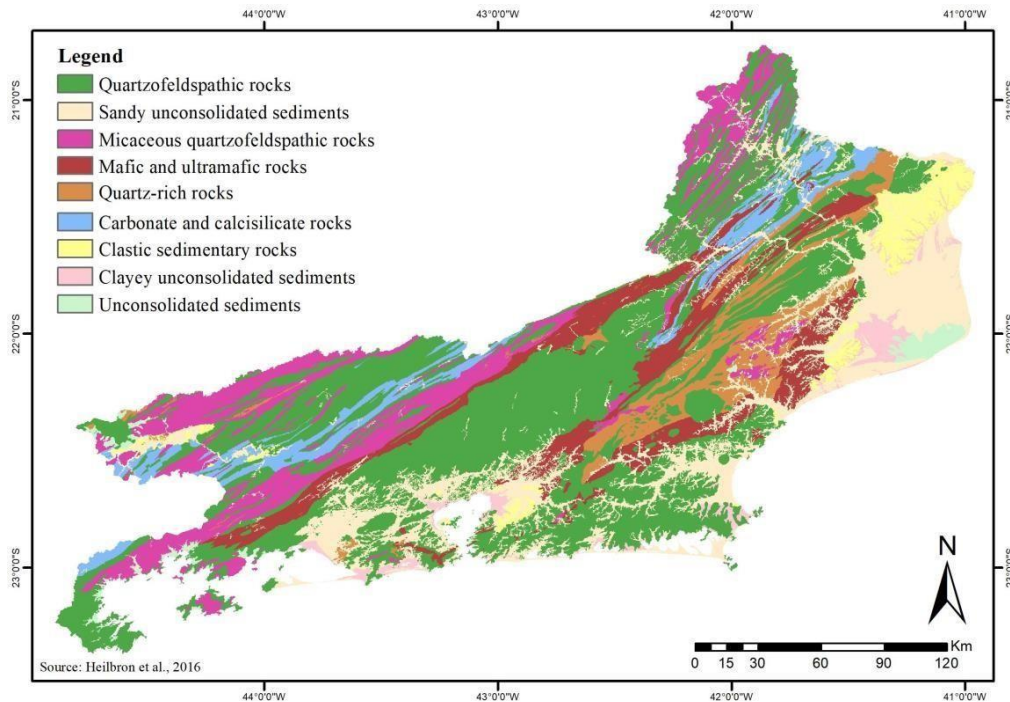 44°0'0"W 43°0'0"W 42°0'0"W 41°0'0"W
Legend
Quartzofeldspathic rocks
Sandy unconsolidated sediments
Micaceous quartzofeldspathic rocks
Mafic and ultramafic rocks
Quartz-rich rocks
Carbonate and calcisilicate rocks
Clastic sedimentary rocks
Clayey unconsolidated sediments
Unconsolidated sediments
21°0'0"S 21°0'0"S
22°0'0"S 22°0'0"S
23°0'0"S 23°0'0"S
N
Km
0 15 30 60 90 120
Source: Heilbron et al., 2016
44°0'0"W 43°0'0"W 42°0'0"W 41°0'0"W